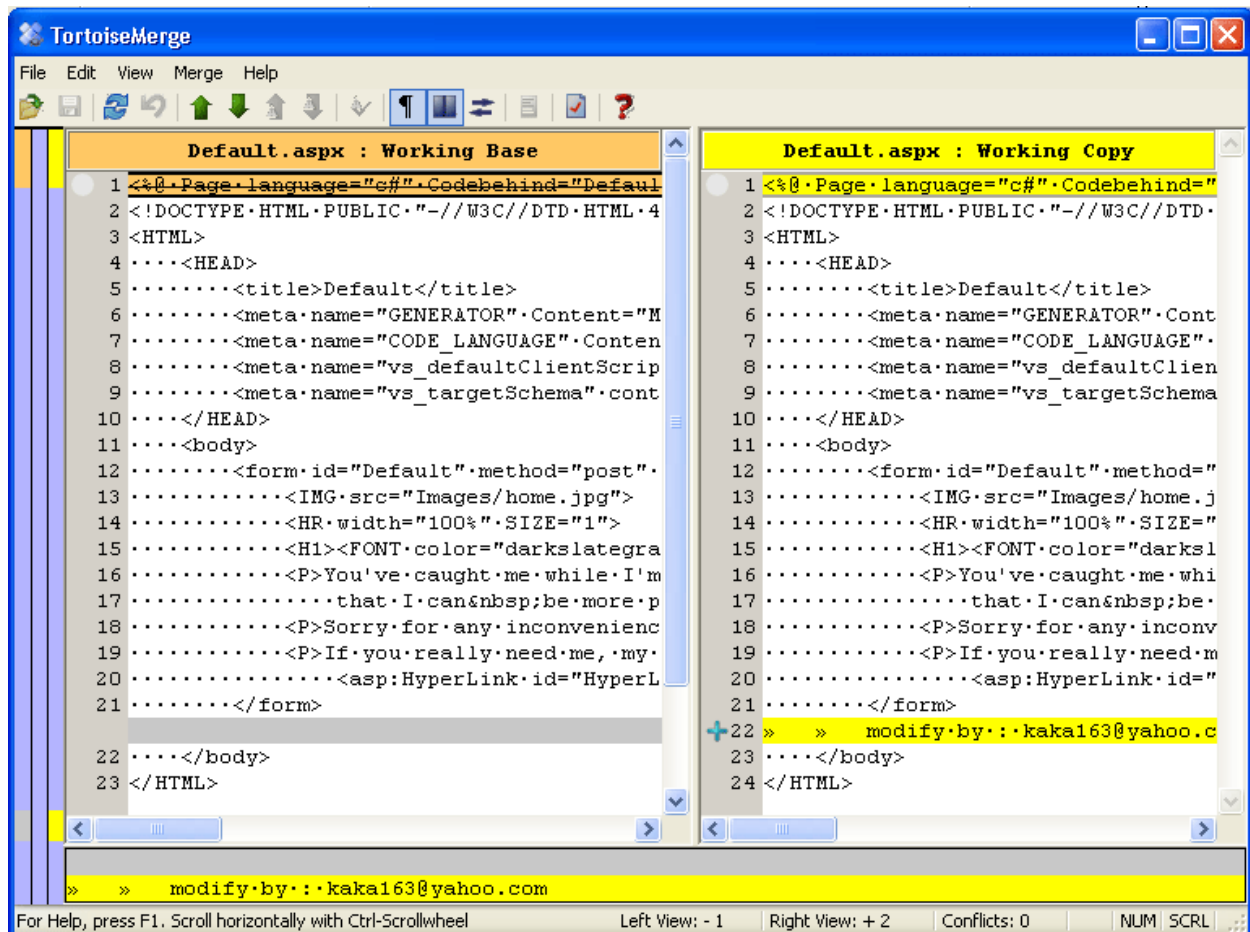 TortoiseMerge
File Edit View Merge Help
Default.aspx : Working Base
1 <%@·Page·language="c#"·Codebehind="Defaul
2 <!DOCTYPE·HTML·PUBLIC·"-//W3C//DTD·HTML·4
3 <HTML>
4 ····<HEAD>
5 ········<title>Default</title>
6 ········<meta·name="GENERATOR"·Content="M
7 ········<meta·name="CODE_LANGUAGE"·Conten
8 ········<meta·name="vs_defaultClientScrip
9 ········<meta·name="vs_targetSchema"·cont
10 ····</HEAD>
11 ····<body>
12 ········<form·id="Default"·method="post"·
13 ············<IMG·src="Images/home.jpg">
14 ············<HR·width="100%"·SIZE="1">
15 ············<H1><FONT·color="darkslategra
16 ············<P>You've·caught·me·while·I'm
17 ················that·I·can&nbsp;be·more·p
18 ············<P>Sorry·for·any·inconvenienc
19 ············<P>If·you·really·need·me,·my·
20 ················<asp:HyperLink·id="HyperL
21 ········</form>
22 ····</body>
23 </HTML>
Default.aspx : Working Copy
1 <%@·Page·language="c#"·Codebehind="
2 <!DOCTYPE·HTML·PUBLIC·"-//W3C//DTD·
3 <HTML>
4 ····<HEAD>
5 ········<title>Default</title>
6 ········<meta·name="GENERATOR"·Cont
7 ········<meta·name="CODE_LANGUAGE"·
8 ········<meta·name="vs_defaultClien
9 ········<meta·name="vs_targetSchema
10 ····</HEAD>
11 ····<body>
12 ········<form·id="Default"·method="
13 ············<IMG·src="Images/home.j
14 ············<HR·width="100%"·SIZE="
15 ············<H1><FONT·color="darksl
16 ············<P>You've·caught·me·whi
17 ················that·I·can&nbsp;be·
18 ············<P>Sorry·for·any·inconv
19 ············<P>If·you·really·need·m
20 ················<asp:HyperLink·id="
21 ········</form>
22 » » modify·by·:·kaka163@yahoo.c
23 ····</body>
24 </HTML>
» » modify·by·:·kaka163@yahoo.com
For Help, press F1. Scroll horizontally with Ctrl-Scrollwheel Left View: - 1 Right View: + 2 Conflicts: 0 NUM SCRL